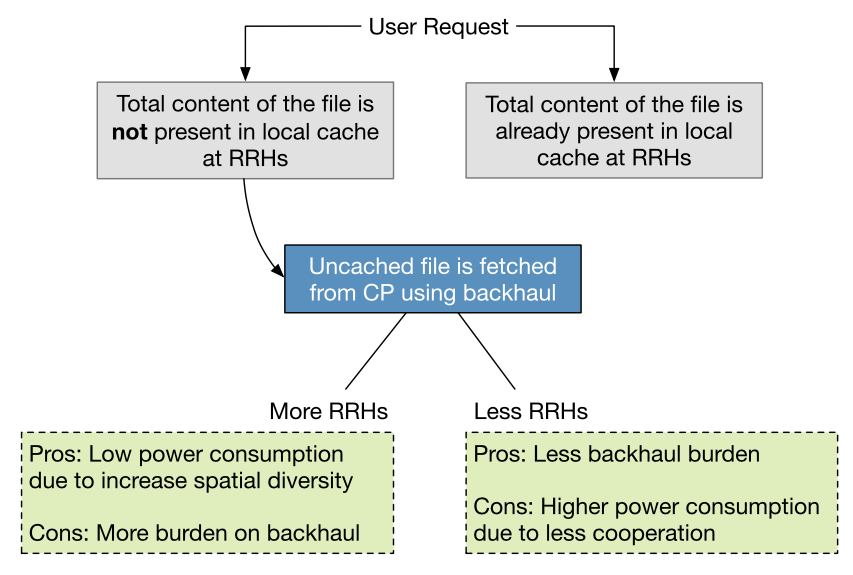 User Request
Total content of the file is
not present in local cache
at RRHs
Total content of the file is
already present in local
cache at RRHs
Uncached file is fetched
from CP using backhaul
More RRHs
Less RRHs
Pros: Low power consumption
due to increase spatial diversity
Cons: More burden on backhaul
Pros: Less backhaul burden
Cons: Higher power consumption
due to less cooperation